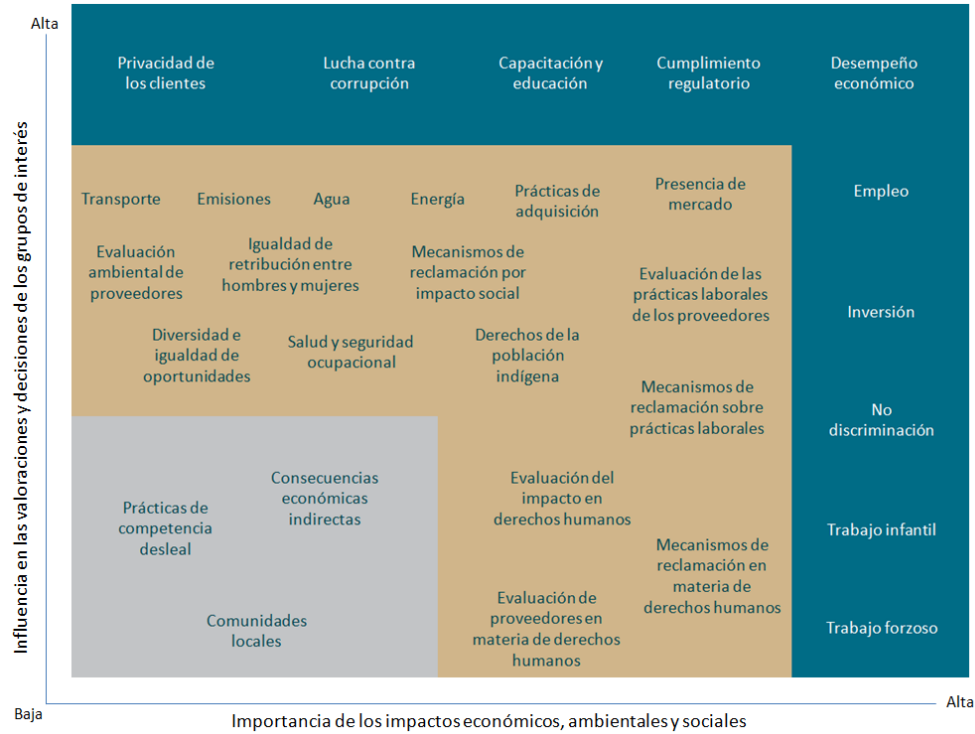 Alta
Influencia en las valoraciones y decisiones de los grupos de interés
Privacidad de
los clientes
Lucha contra
corrupción
Capacitación y
educación
Cumplimiento
regulatorio
Desempeño
económico
Transporte
Emisiones
Agua
Energía
Prácticas de
adquisición
Presencia de
mercado
Empleo
Evaluación
ambiental de
proveedores
Igualdad de
retribución entre
hombres y mujeres
Mecanismos de
reclamación por
impacto social
Evaluación de las
prácticas laborales
de los proveedores
Inversión
Diversidad e
igualdad de
oportunidades
Salud y seguridad
ocupacional
Derechos de la
población
indígena
Mecanismos de
reclamación sobre
prácticas laborales
No
discriminación
Prácticas de
competencia
desleal
Consecuencias
económicas
indirectas
Evaluación del
impacto en
derechos humanos
Mecanismos de
reclamación en
materia de
derechos humanos
Trabajo infantil
Comunidades
locales
Evaluación de
proveedores en
materia de derechos
humanos
Trabajo forzoso
Baja
Importancia de los impactos económicos, ambientales y sociales
Alta